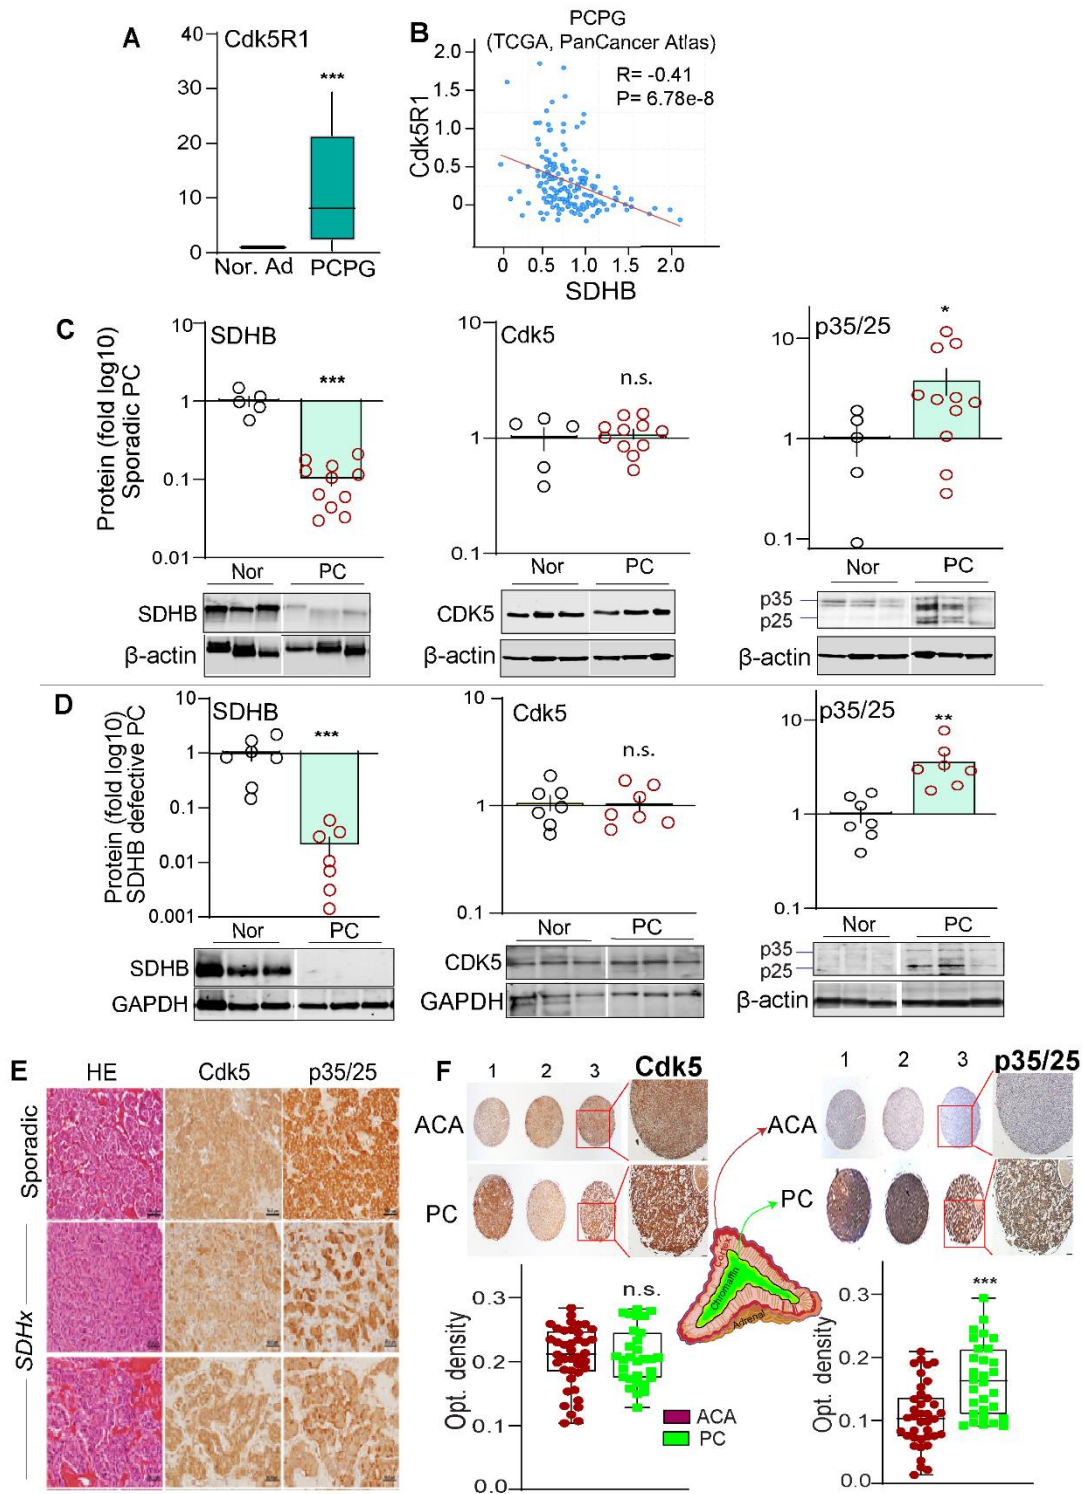 A
Cdk5R1
***
40
30
20
10
0
Nor. Ad
PCPG
B
PCPG
(TCGA, PanCancer Atlas)
R= -0.41
P= 6.78e-8
Cdk5R1
2.0
1.5
1.0
0.5
0
0 0.5 1.0 1.5 2.0
SDHB
C
Protein (fold log10)
Sporadic PC
SDHB
***
10
1
0.1
0.01
Nor PC
SDHB
β-actin
Cdk5
n.s.
10
1
0.1
Nor PC
CDK5
β-actin
p35/25
*
10
1
0.1
Nor PC
p35
p25
β-actin
D
Protein (fold log10)
SDHB defective PC
SDHB
***
10
1
0.1
0.01
0.001
Nor PC
SDHB
GAPDH
Cdk5
n.s.
10
1
0.1
Nor PC
CDK5
GAPDH
p35/25
**
10
1
0.1
Nor PC
p35
p25
β-actin
E
HE Cdk5 p35/25
Sporadic
SDHx
F
1 2 3 Cdk5
ACA
PC
1 2 3 p35/25
ACA
PC
Cortex
Chromaffin
Adrenal
n.s.
Opt. density
0.3
0.2
0.1
0.0
ACA
PC
***
Opt. density
0.3
0.2
0.1
0.0